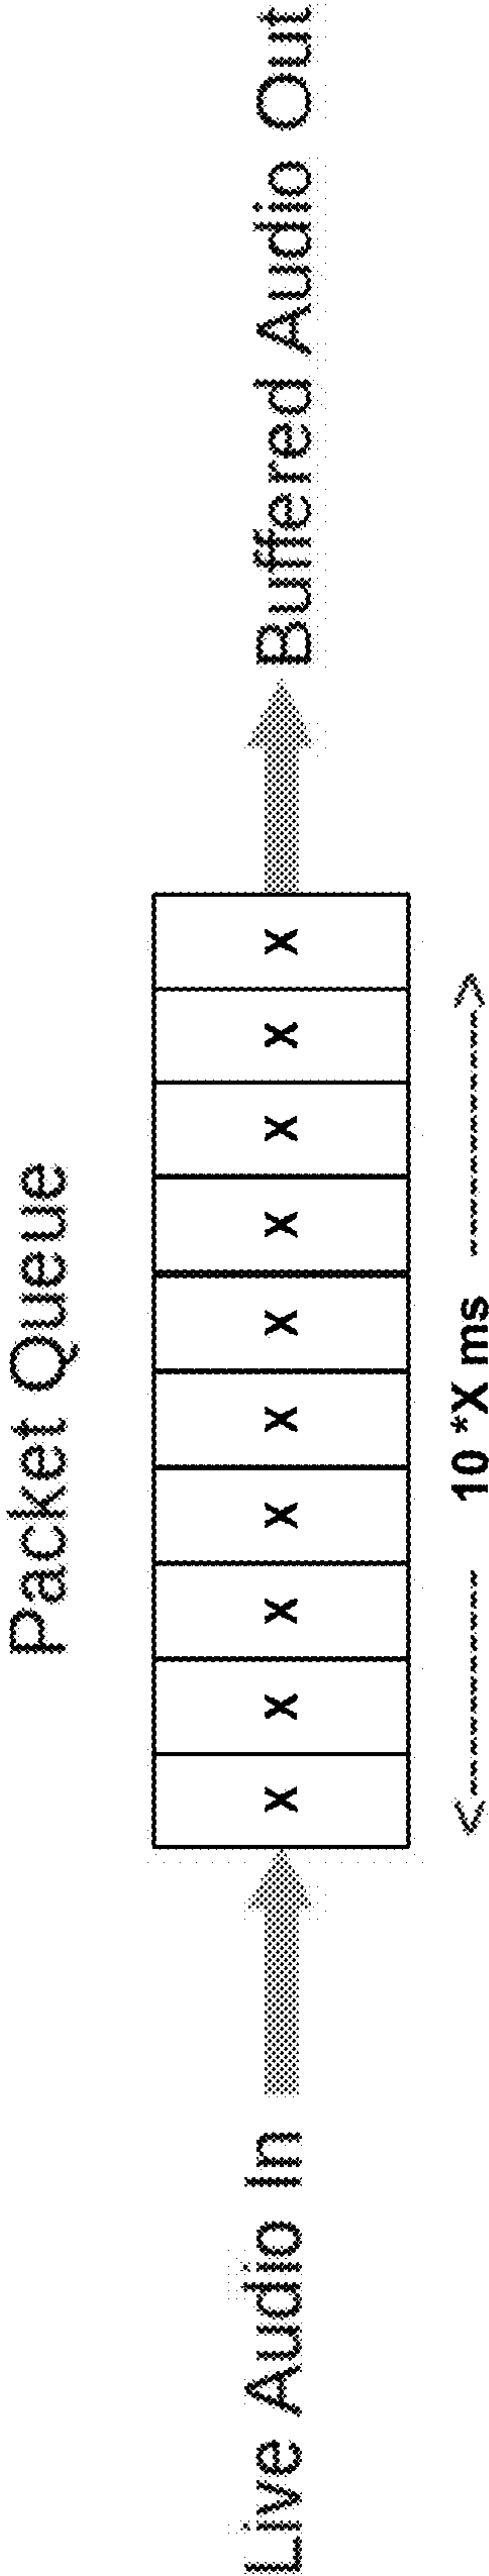 Packet Queue
Live Audio In
X X X X X X X X X X
Buffered Audio Out
<----------- 10 *X ms ----------->